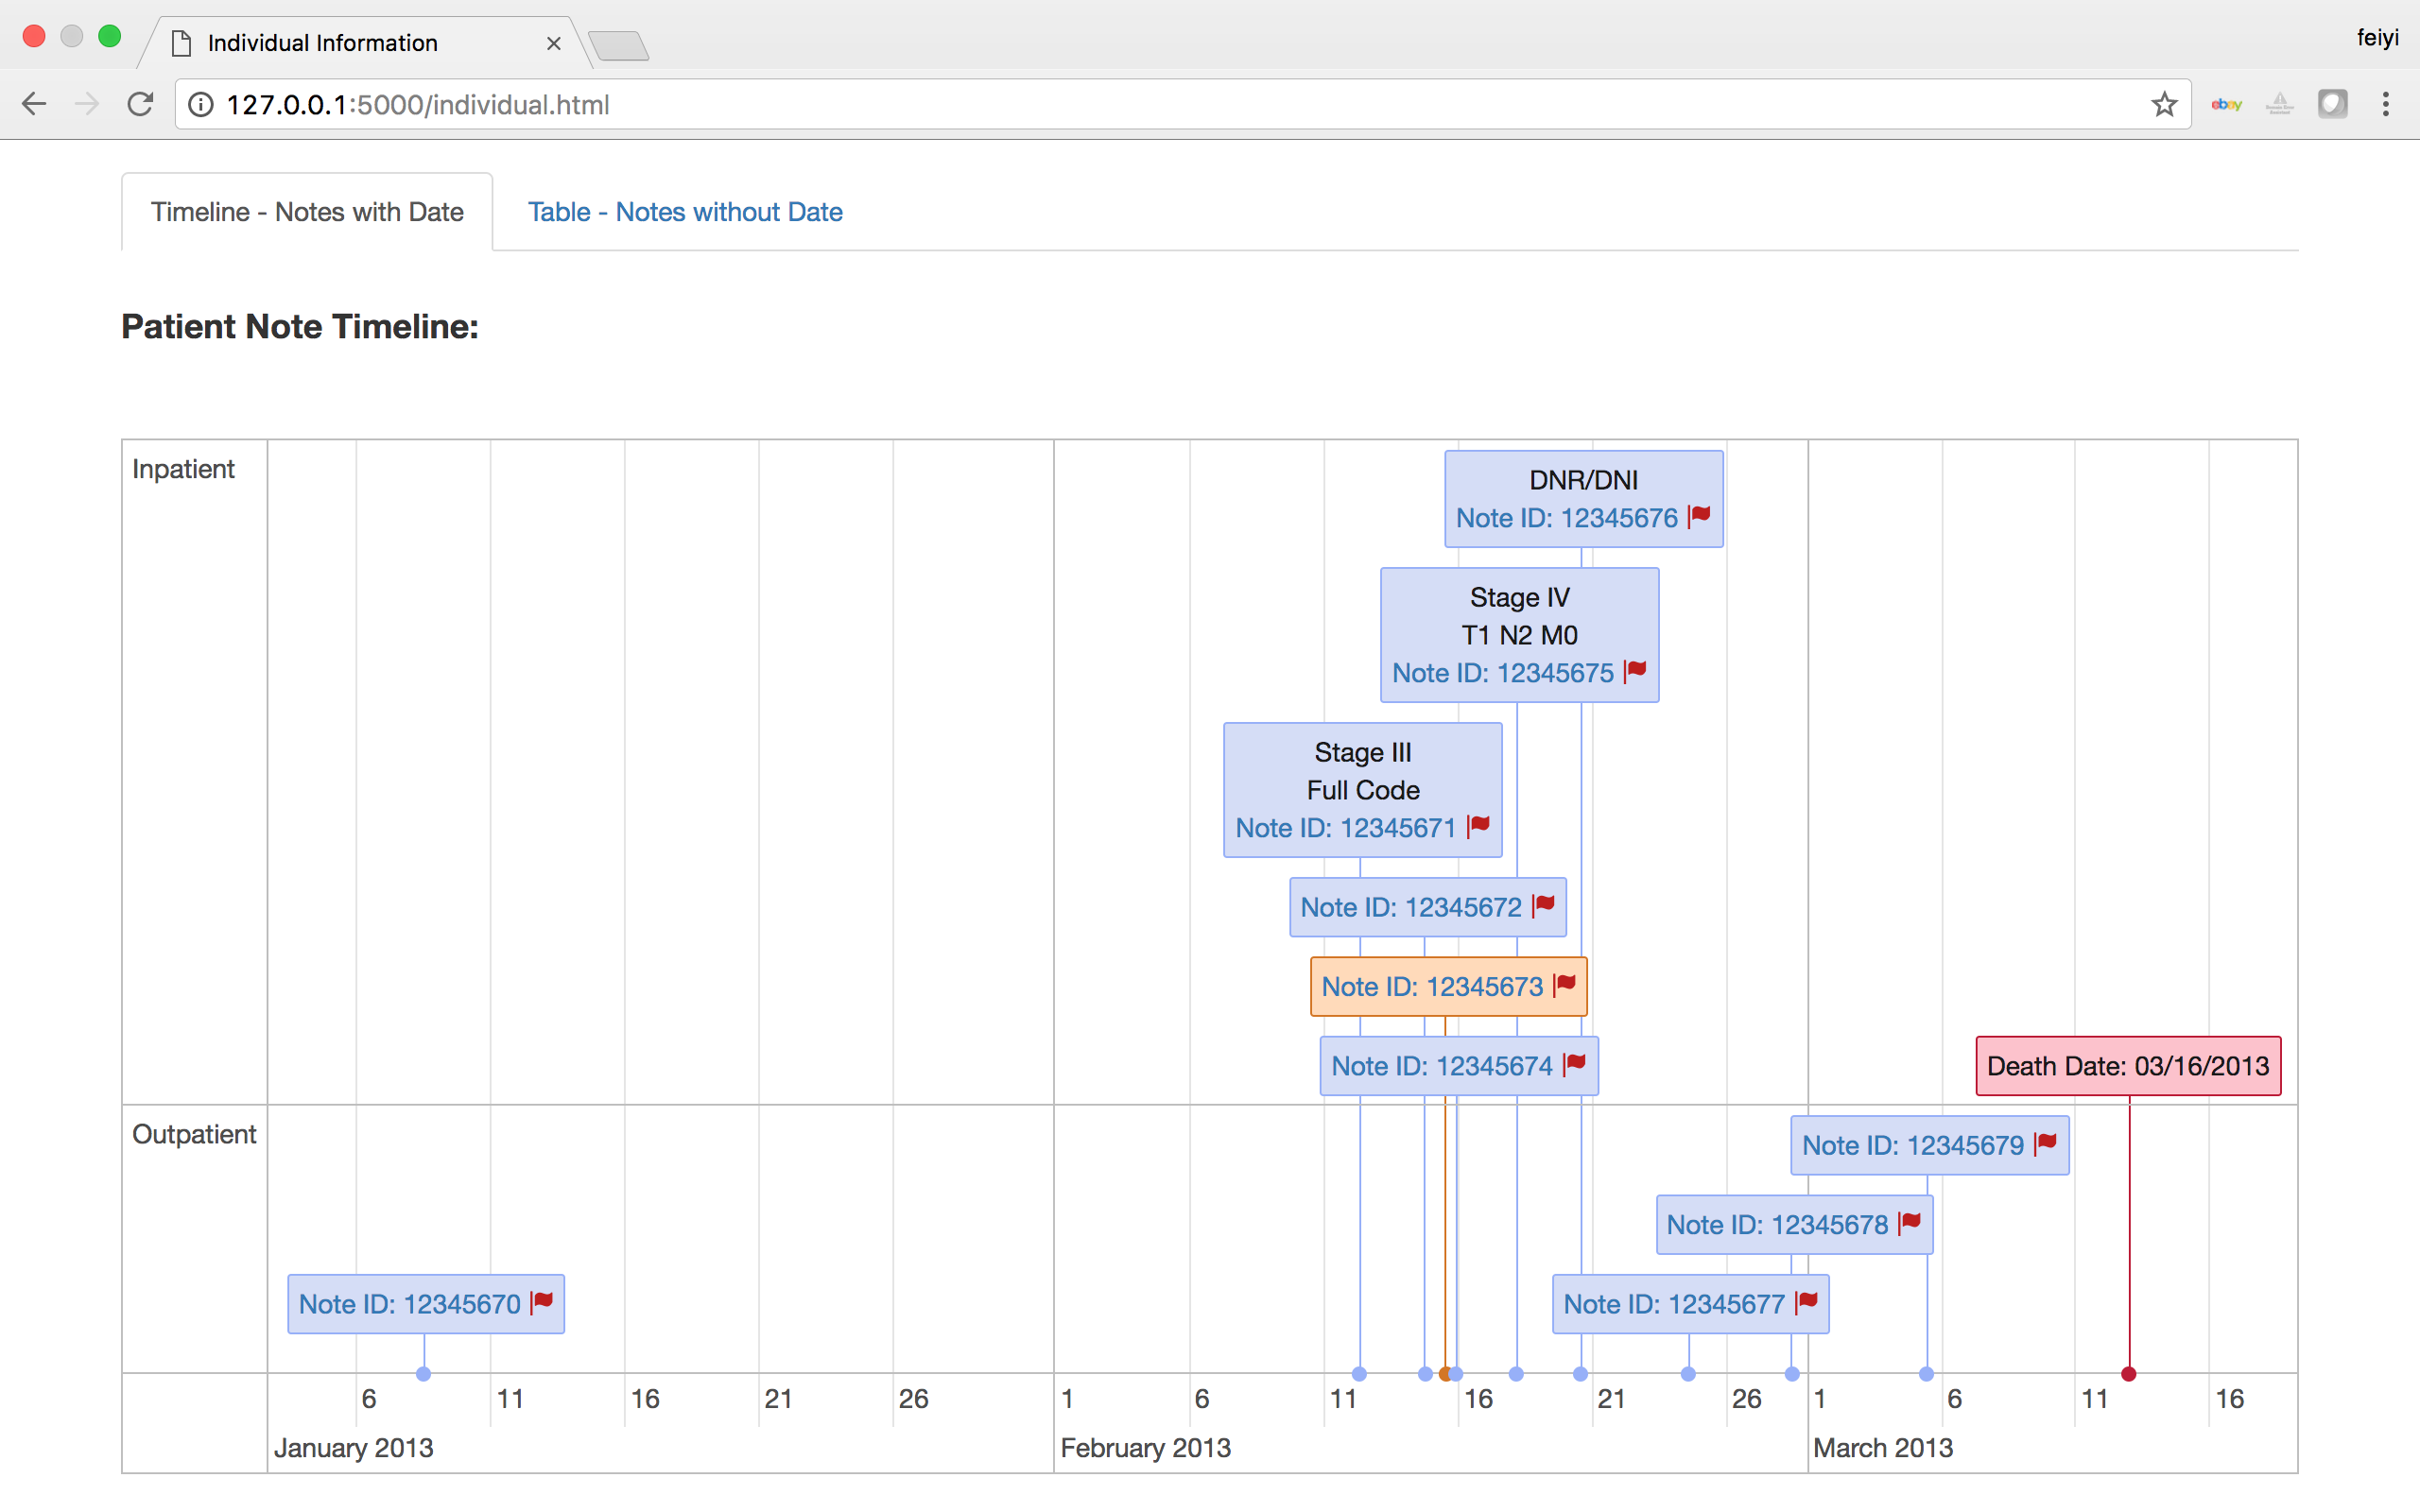 Individual Information
feiyi
127.0.0.1:5000/individual.html
ebay
Timeline - Notes with Date
Table - Notes without Date
Patient Note Timeline:
Inpatient
DNR/DNI
Note ID: 12345676
Stage IV
T1 N2 M0
Note ID: 12345675
Stage III
Full Code
Note ID: 12345671
Note ID: 12345672
Note ID: 12345673
Note ID: 12345674
Death Date: 03/16/2013
Outpatient
Note ID: 12345679
Note ID: 12345678
Note ID: 12345670
Note ID: 12345677
6 11 16 21 26 1 6 11 16 21 26 1 6 11 16
January 2013 February 2013 March 2013